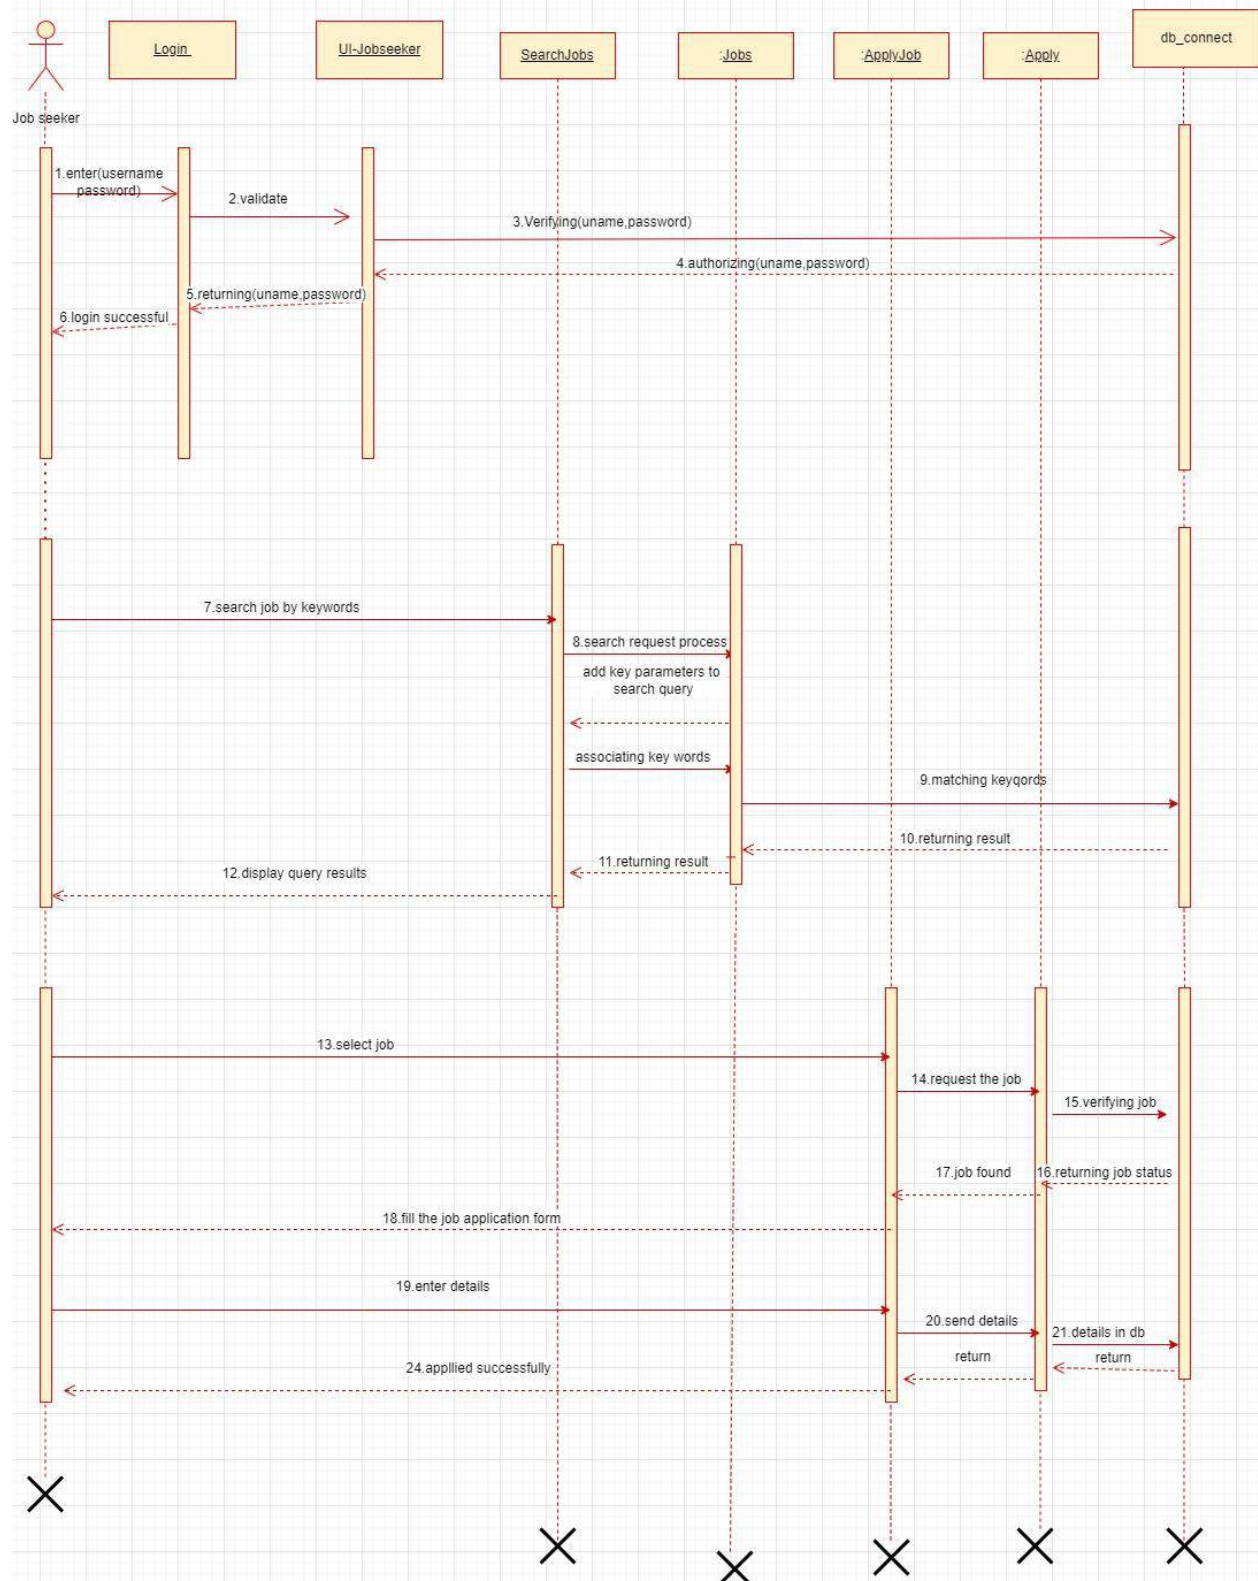 Login
UI-Jobseeker
SearchJobs
:Jobs
:ApplyJob
:Apply
db_connect
Job seeker
1.enter(username
password)
2.validate
3.Verifying(uname,password)
4.authorizing(uname,password)
5.returning(uname,password)
6.login successful
7.search job by keywords
8.search request process
add key parameters to
search query
associating key words
9.matching keyqords
10.returning result
11.returning result
12.display query results
13.select job
14.request the job
15.verifying job
17.job found
16.returning job status
18.fill the job application form
19.enter details
20.send details
21.details in db
return
return
24.appllied successfully